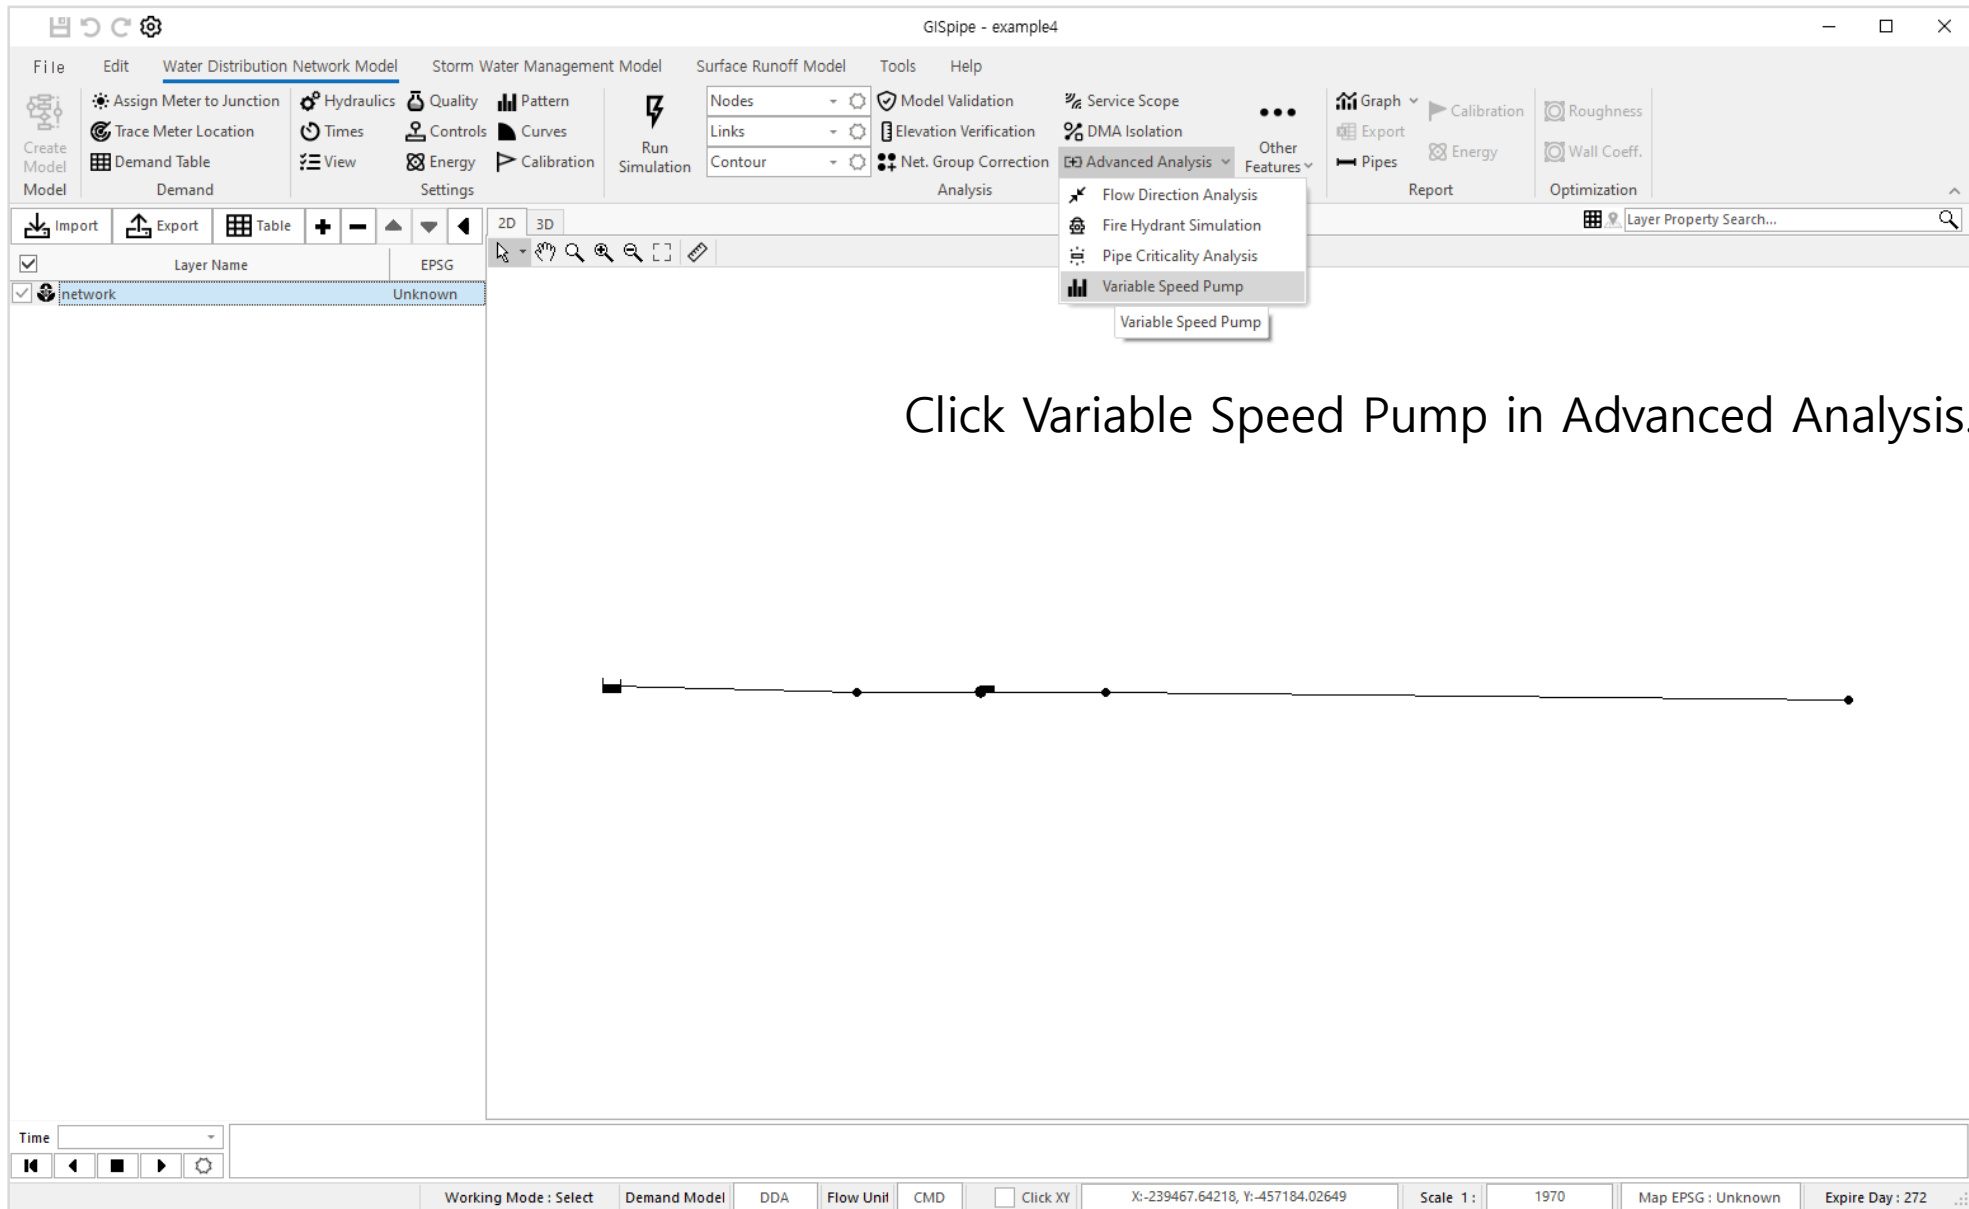 GISpipe - example4
File Edit Water Distribution Network Model Storm Water Management Model Surface Runoff Model Tools Help
Assign Meter to Junction Hydraulics Quality Pattern Nodes Model Validation Service Scope Graph Calibration Roughness
Trace Meter Location Times Controls Curves Links Elevation Verification DMA Isolation Export
Create Model Demand Table View Energy Calibration Run Simulation Contour Net. Group Correction Advanced Analysis Other Features Pipes Energy Wall Coeff.
Model Demand Settings Analysis Report Optimization
Flow Direction Analysis
Fire Hydrant Simulation
Pipe Criticality Analysis
Variable Speed Pump
Variable Speed Pump
Import Export Table 2D 3D Layer Property Search...
Layer Name EPSG
network Unknown
Click Variable Speed Pump in Advanced Analysis.
Time
Working Mode : Select Demand Model DDA Flow Unit CMD Click XY X:-239467.64218, Y:-457184.02649 Scale 1 : 1970 Map EPSG : Unknown Expire Day : 272